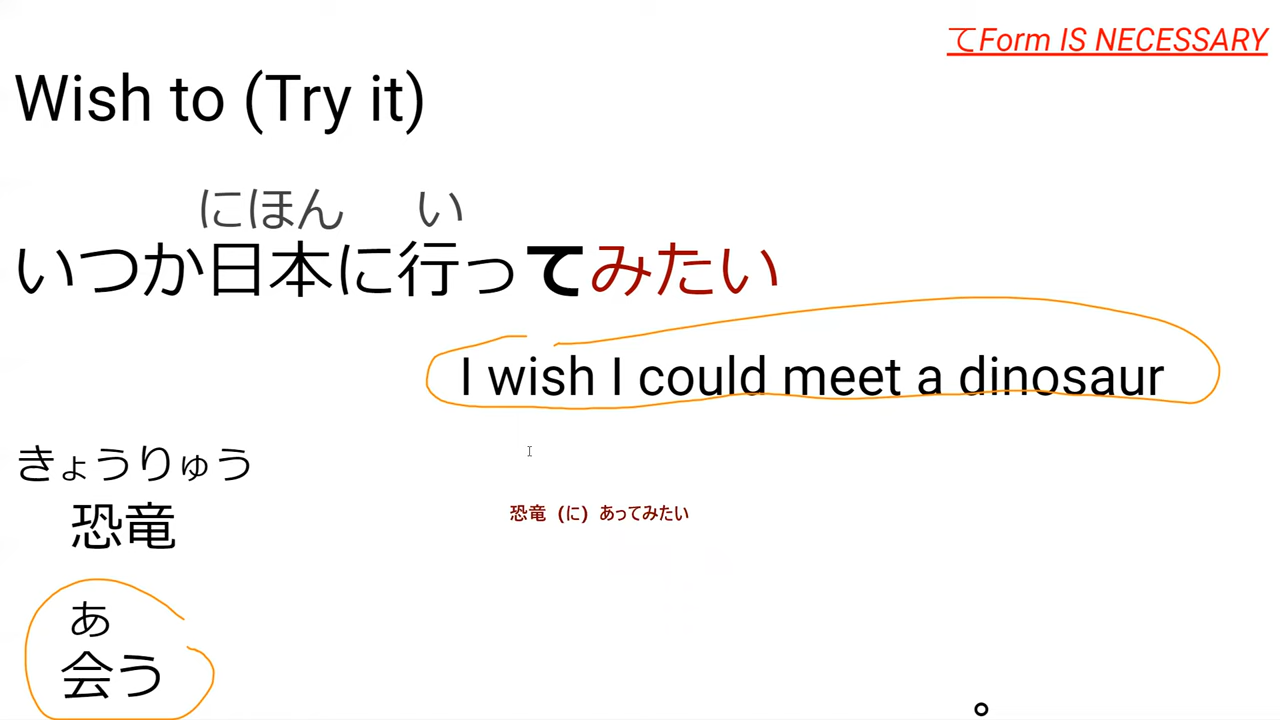 てForm IS NECESSARY
Wish to (Try it)
にほん い
いつか日本に行ってみたい
I wish I could meet a dinosaur
きょうりゅう
恐竜
恐竜（に）あってみたい
あ
会う
。